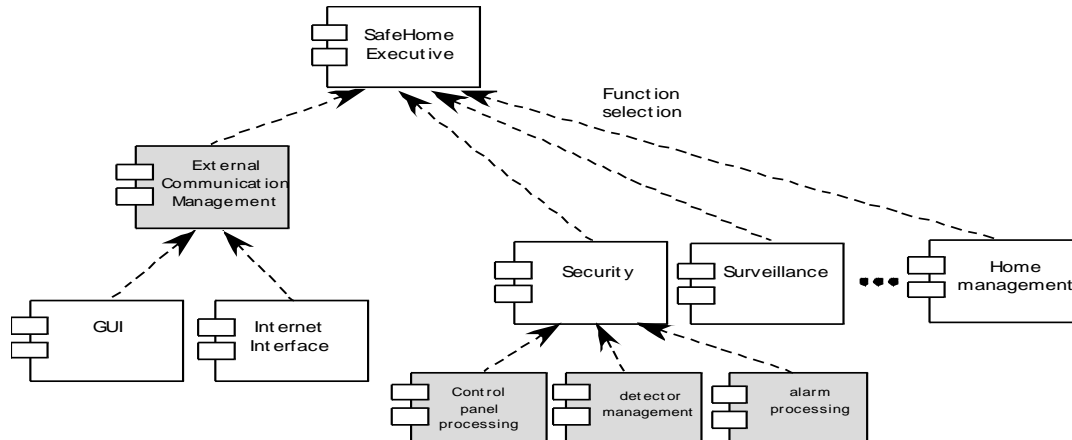 SafeHome
Executive
Function
selection
External
Communication
Management
Security
Surveillance
Home
management
GUI
Internet
Interface
Control
panel
processing
detector
management
alarm
processing